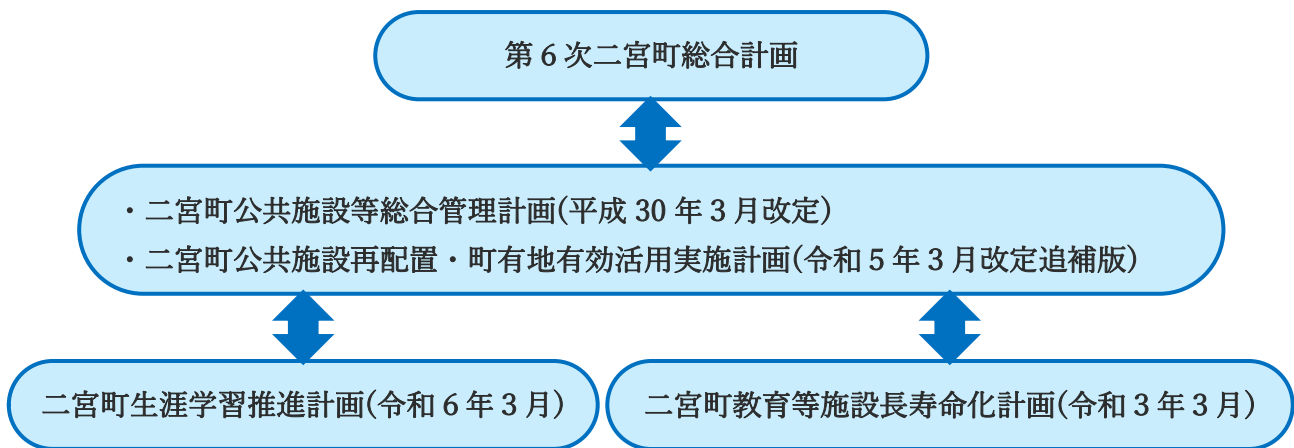 第6次二宮町総合計画
・二宮町公共施設等総合管理計画(平成30年3月改定)
・二宮町公共施設再配置・町有地有効活用実施計画(令和5年3月改定追補版)
二宮町生涯学習推進計画(令和6年3月)
二宮町教育等施設長寿命化計画(令和3年3月)